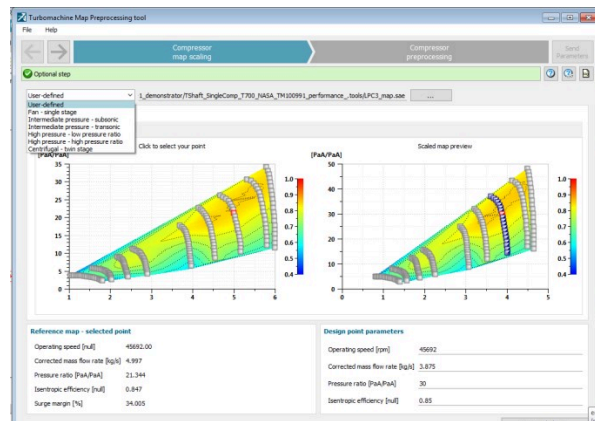 Turbomachine Map Preprocessing tool
File Help
Compressor map scaling
Compressor preprocessing
Send Parameters
Optional step
User-defined
1_demonstrator/TShaft_SingleComp_T700_NASA_TM100991_performance_.tools/LPC3_map.sae
...
User-defined
Fan - single stage
Intermediate pressure - subsonic
Intermediate pressure - transonic
High pressure - low pressure ratio
High pressure - high pressure ratio
Centrifugal - twin stage
Click to select your point
Scaled map preview
[PaA/PaA]
[PaA/PaA]
35
30
25
20
15
10
5
0
1 2 3 4 5 6
1.0
0.9
0.8
0.7
0.6
0.5
0.4
50
40
30
20
10
0
0 1 2 3 4 5
1.0
0.9
0.8
0.7
0.6
0.5
0.4
Reference map - selected point
Operating speed [null] 45692.00
Corrected mass flow rate [kg/s] 4.997
Pressure ratio [PaA/PaA] 21.344
Isentropic efficiency [null] 0.847
Surge margin [%] 34.005
Design point parameters
Operating speed [rpm] 45692
Corrected mass flow rate [kg/s] 3.875
Pressure ratio [PaA/PaA] 30
Isentropic efficiency [null] 0.85